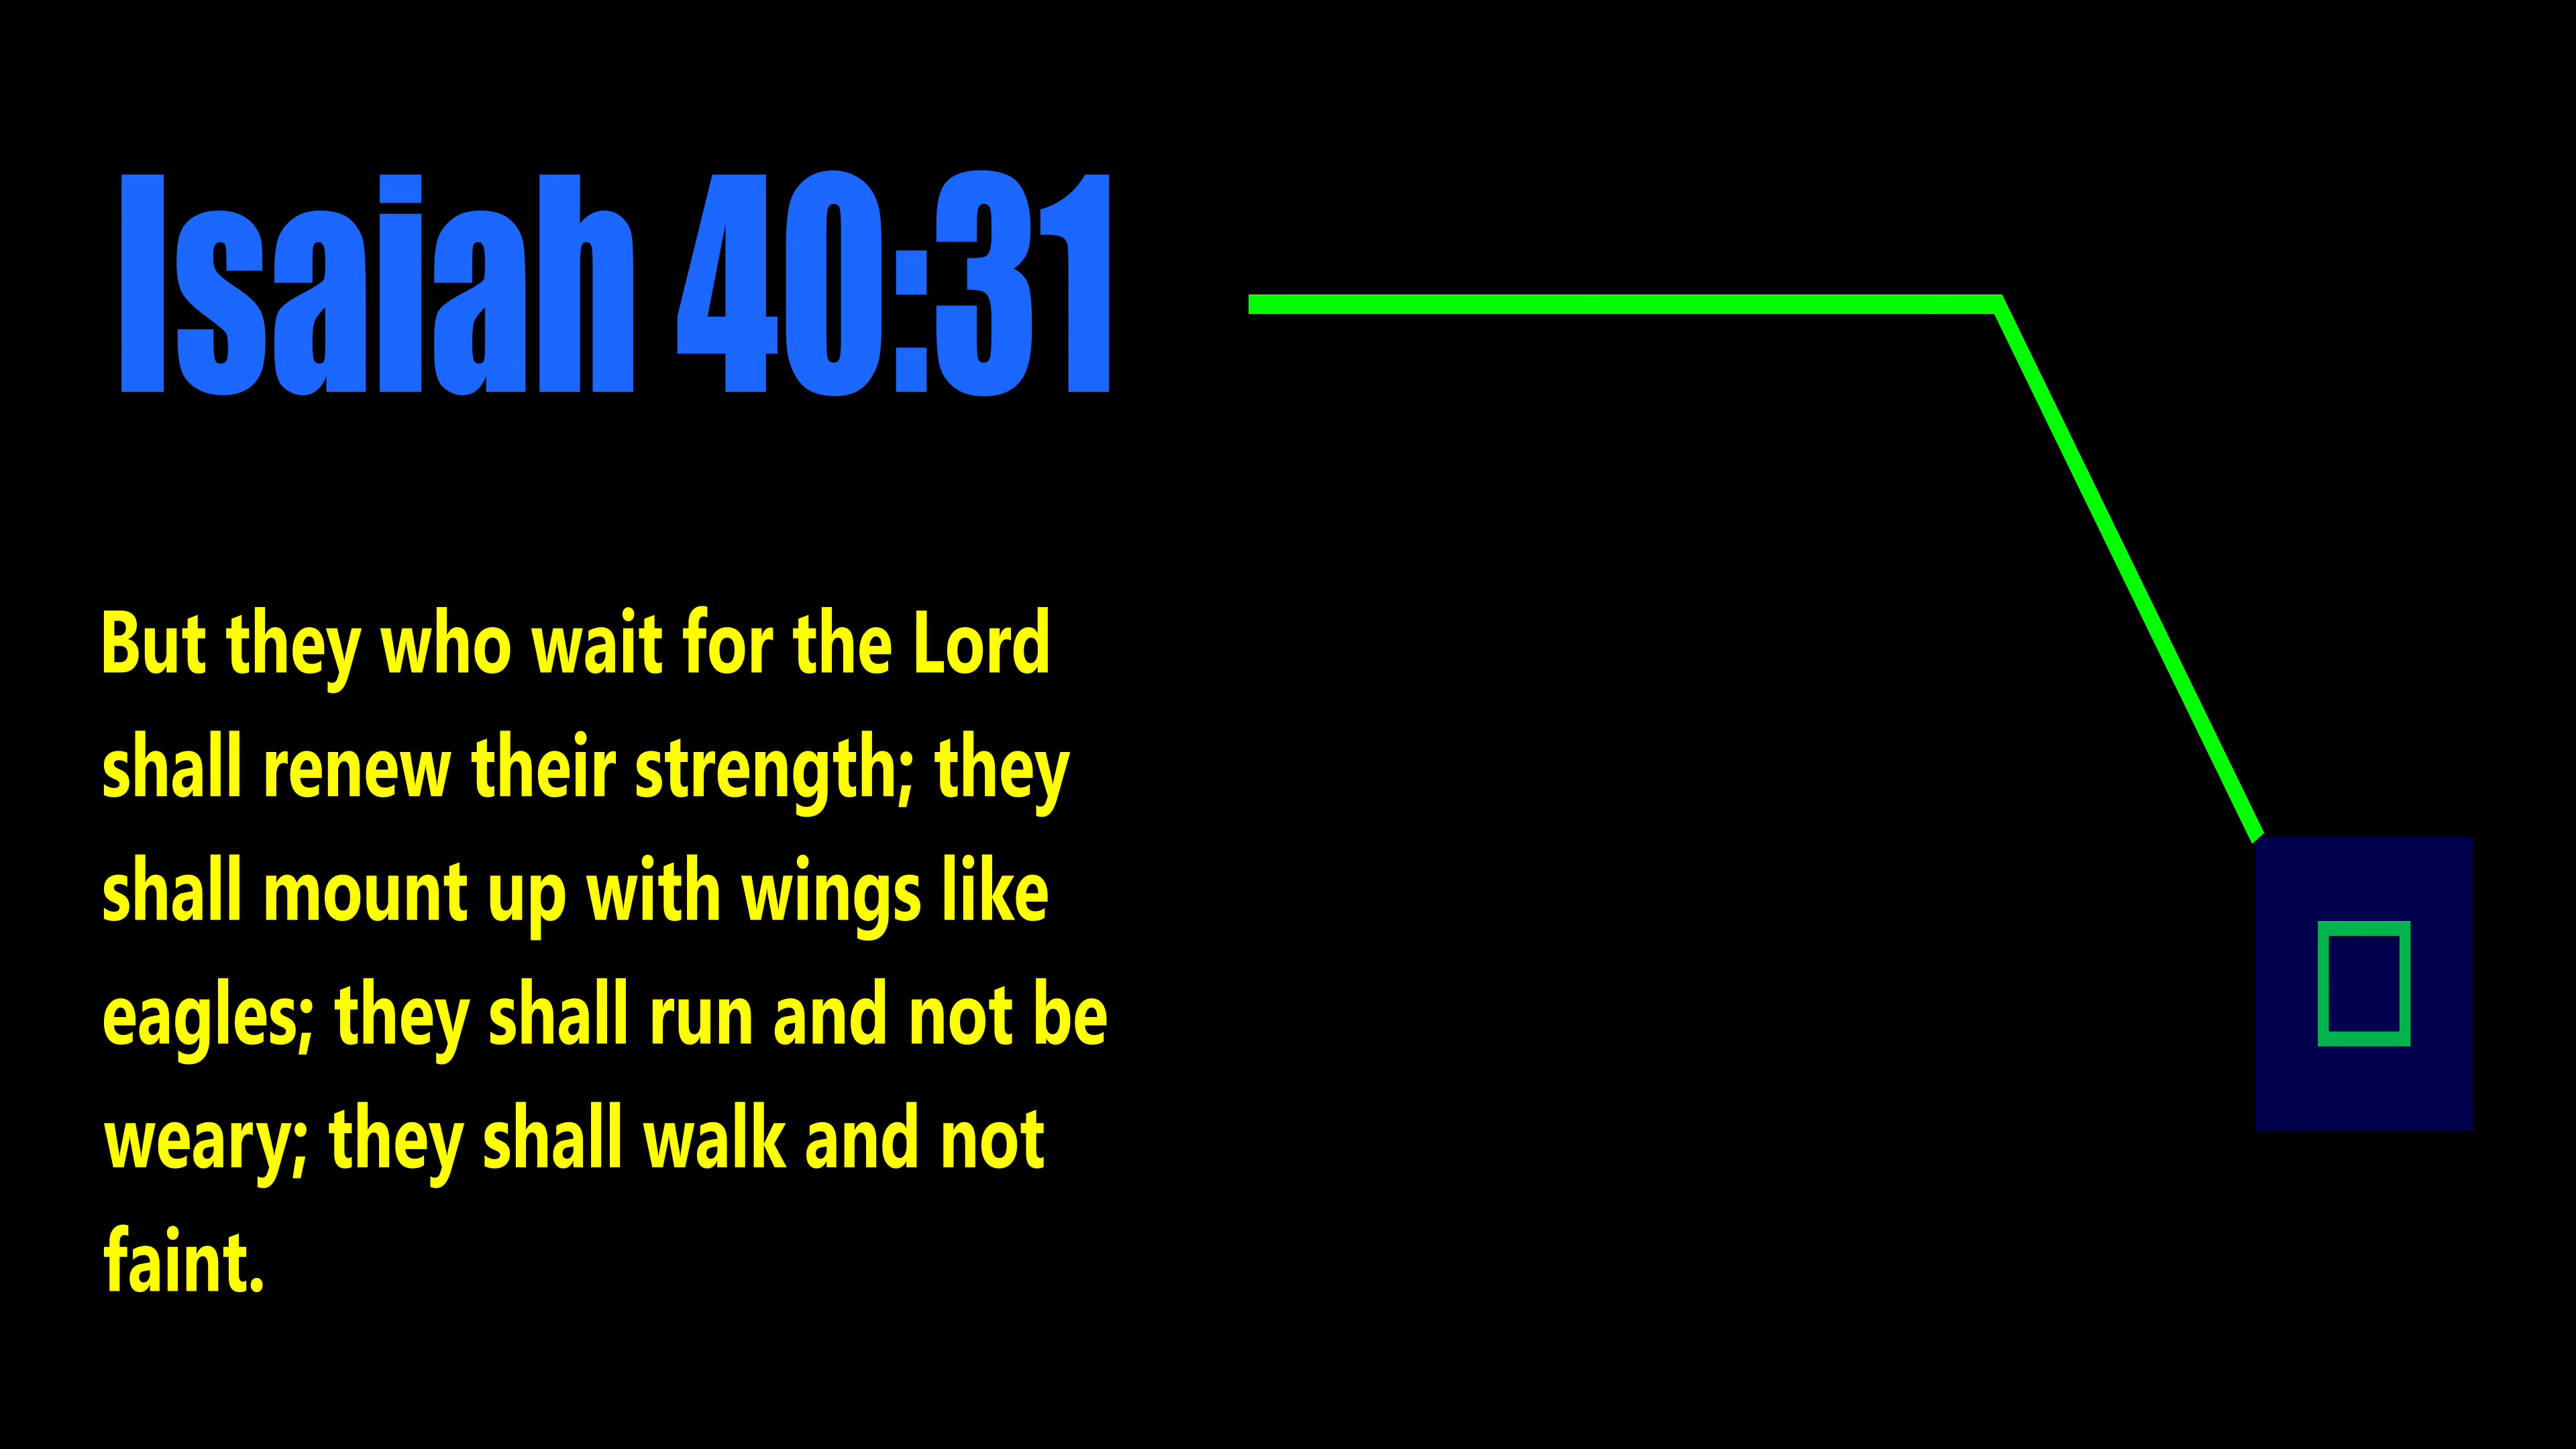 Isaiah 40:31
But they who wait for the Lord
shall renew their strength; they
shall mount up with wings like
eagles; they shall run and not be
weary; they shall walk and not
faint.